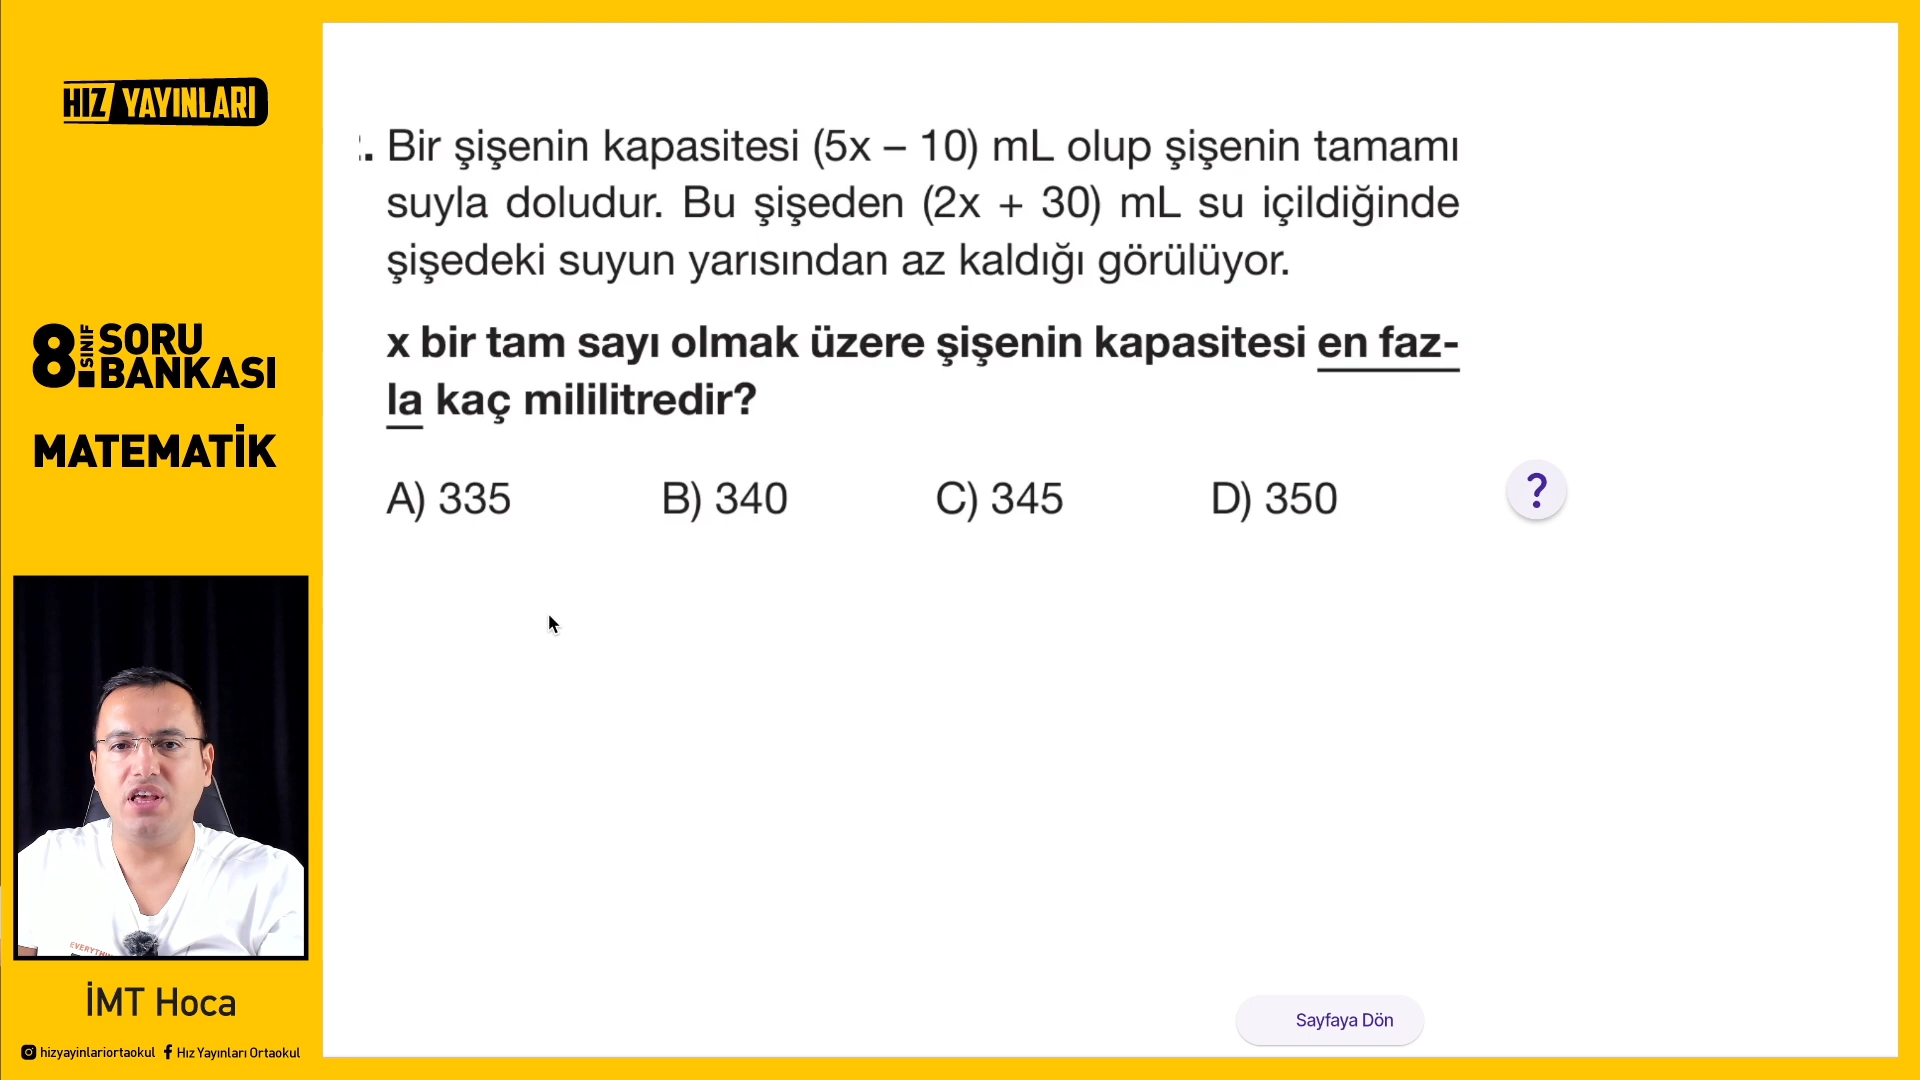 HIZ YAYINLARI
8. SINIF SORU BANKASI
MATEMATİK
. Bir şişenin kapasitesi (5x – 10) mL olup şişenin tamamı
suyla doludur. Bu şişeden (2x + 30) mL su içildiğinde
şişedeki suyun yarısından az kaldığı görülüyor.
x bir tam sayı olmak üzere şişenin kapasitesi en faz-
la kaç mililitredir?
A) 335 B) 340 C) 345 D) 350
?
İMT Hoca
hizyayinlariortaokul Hız Yayınları Ortaokul
Sayfaya Dön